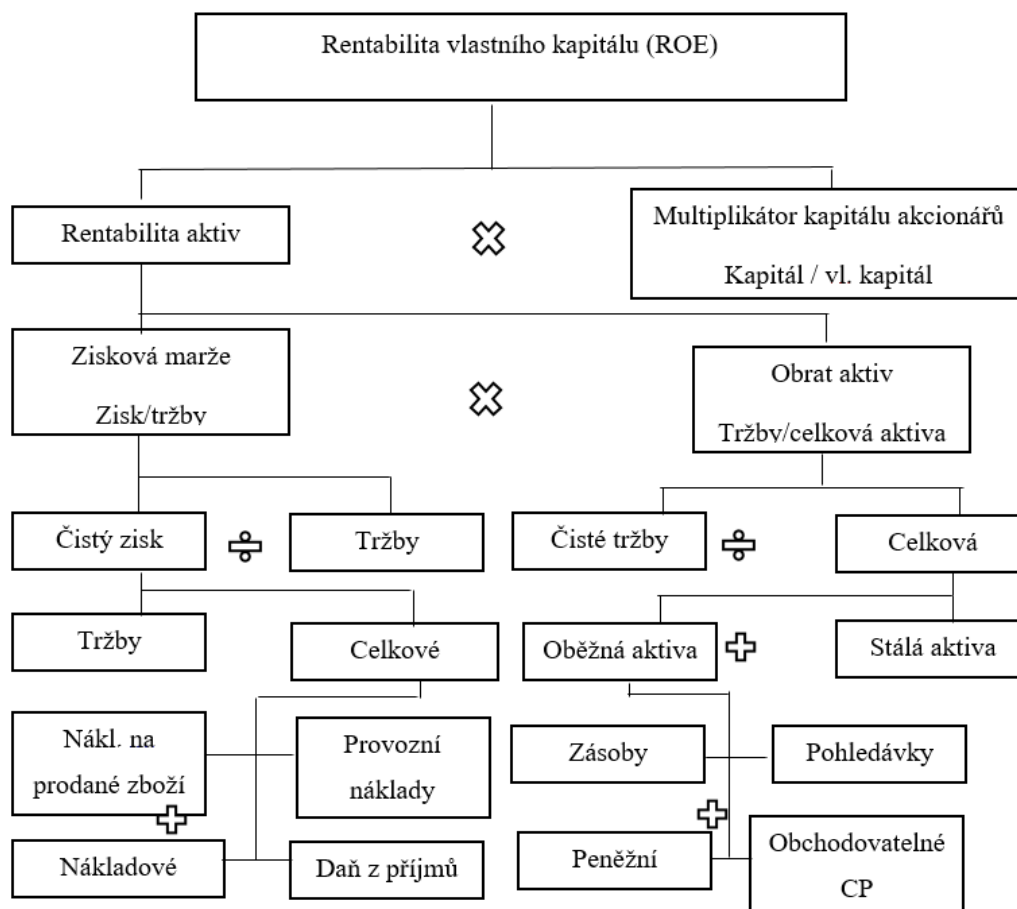 Rentabilita vlastního kapitálu (ROE)
Rentabilita aktiv
Multiplikátor kapitálu akcionářů
Kapitál / vl. kapitál
Zisková marže
Zisk/tržby
Obrat aktiv
Tržby/celková aktiva
Čistý zisk
Tržby
Čisté tržby
Celková
Tržby
Celkové
Oběžná aktiva
Stálá aktiva
Nákl. na
prodané zboží
Provozní
náklady
Zásoby
Pohledávky
Nákladové
Daň z příjmů
Peněžní
Obchodovatelné
CP